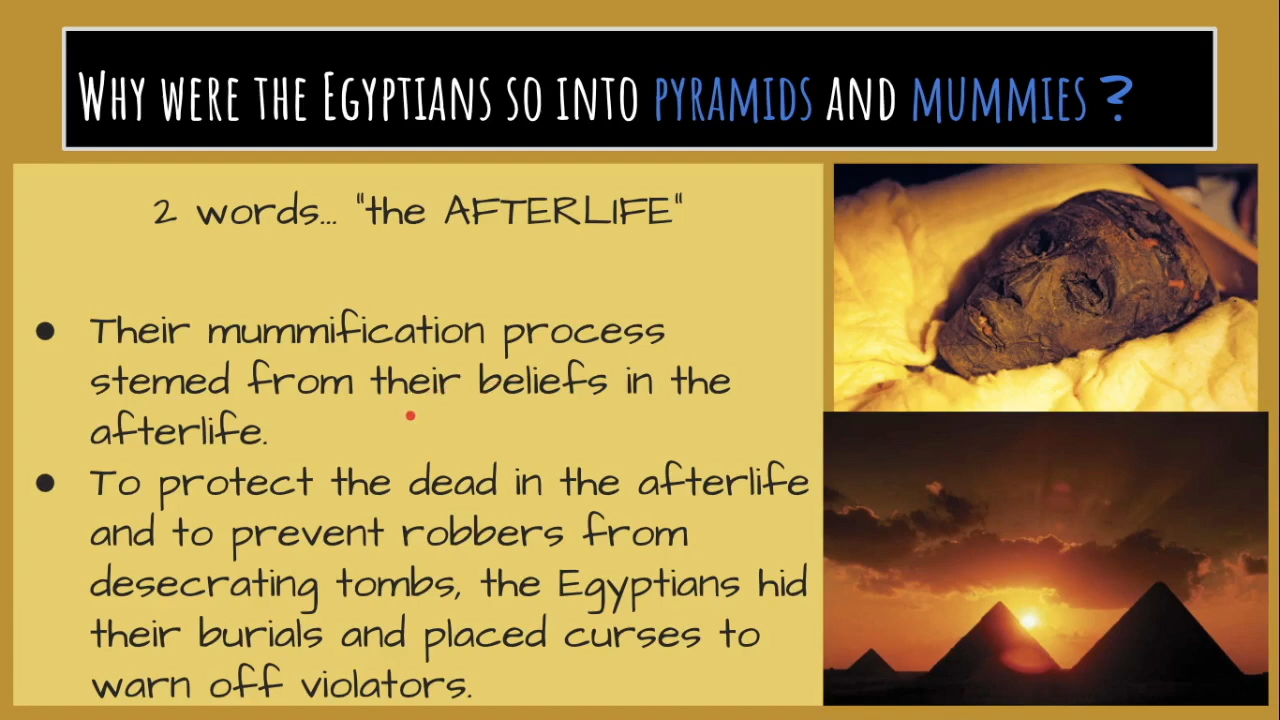 Why were the Egyptians so into pyramids and mummies?
2 words... "the AFTERLIFE"
● Their mummification process
stemed from their beliefs in the
afterlife.
● To protect the dead in the afterlife
and to prevent robbers from
desecrating tombs, the Egyptians hid
their burials and placed curses to
warn off violators.